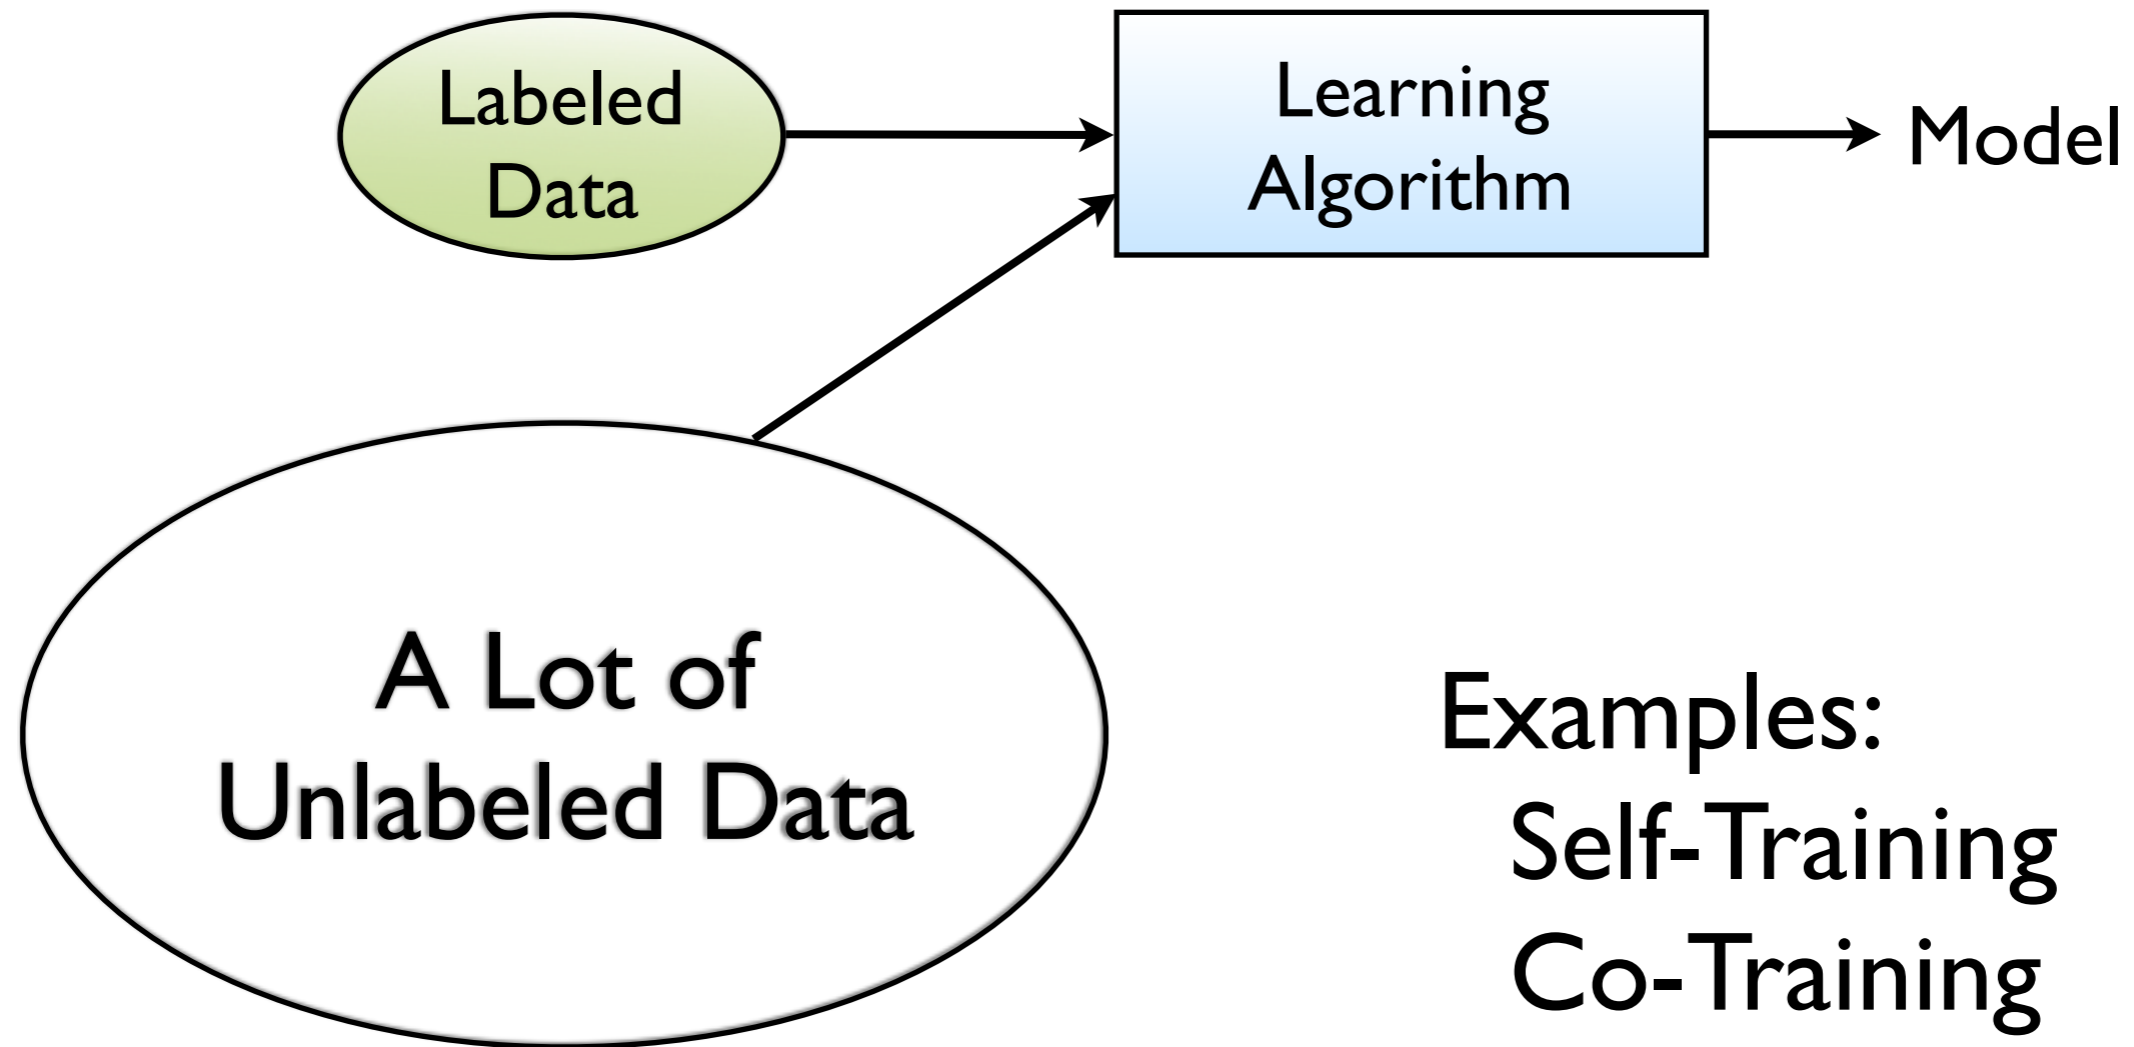 Labeled
Data
Learning
Algorithm
Model
A Lot of
Unlabeled Data
Examples:
Self-Training
Co-Training